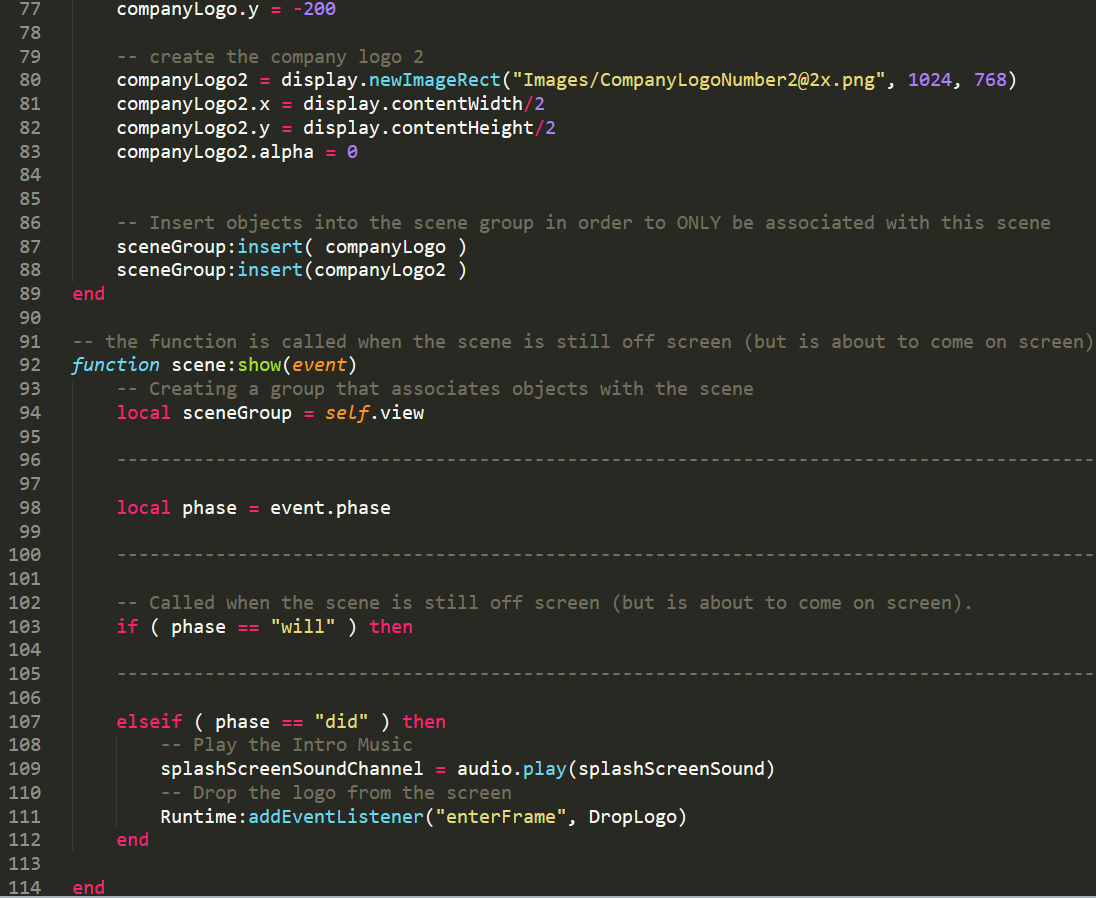 77 companyLogo.y = -200
78
79 -- create the company logo 2
80 companyLogo2 = display.newImageRect("Images/CompanyLogoNumber2@2x.png", 1024, 768)
81 companyLogo2.x = display.contentWidth/2
82 companyLogo2.y = display.contentHeight/2
83 companyLogo2.alpha = 0
84
85
86 -- Insert objects into the scene group in order to ONLY be associated with this scene
87 sceneGroup:insert( companyLogo )
88 sceneGroup:insert(companyLogo2 )
89 end
90
91 -- the function is called when the scene is still off screen (but is about to come on screen)
92 function scene:show(event)
93 -- Creating a group that associates objects with the scene
94 local sceneGroup = self.view
95
96 -----------------------------------------------------------------------------------------
97
98 local phase = event.phase
99
100 -----------------------------------------------------------------------------------------
101
102 -- Called when the scene is still off screen (but is about to come on screen).
103 if ( phase == "will" ) then
104
105 -----------------------------------------------------------------------------------------
106
107 elseif ( phase == "did" ) then
108 -- Play the Intro Music
109 splashScreenSoundChannel = audio.play(splashScreenSound)
110 -- Drop the logo from the screen
111 Runtime:addEventListener("enterFrame", DropLogo)
112 end
113
114 end